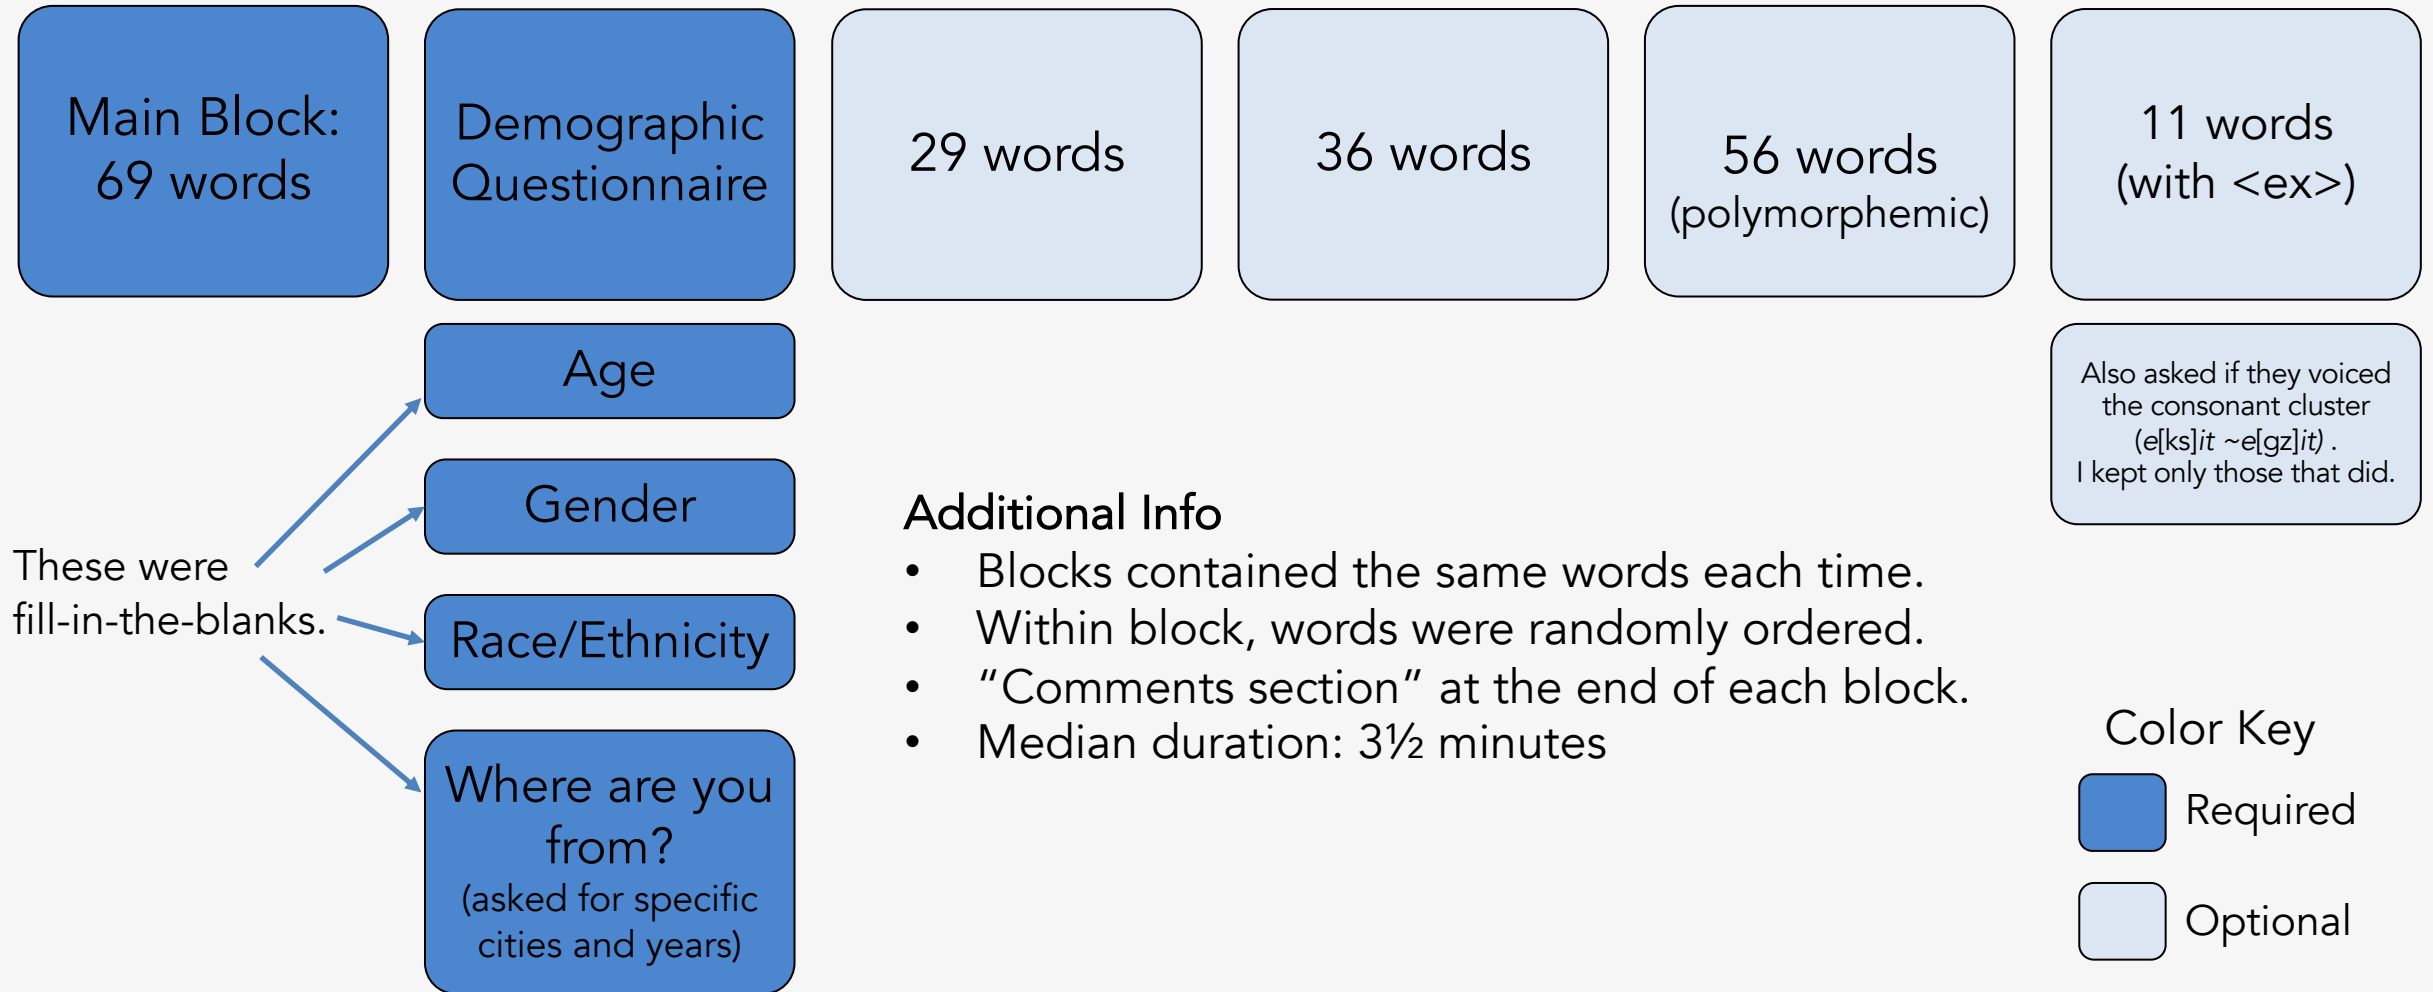 Main Block:
69 words
Demographic
Questionnaire
29 words
36 words
56 words
(polymorphemic)
11 words
(with <ex>)
Age
Gender
Race/Ethnicity
Where are you
from?
(asked for specific
cities and years)
These were
fill-in-the-blanks.
Also asked if they voiced
the consonant cluster
(e[ks]it ~e[gz]it) .
I kept only those that did.
Additional Info
• Blocks contained the same words each time.
• Within block, words were randomly ordered.
• “Comments section” at the end of each block.
• Median duration: 3½ minutes
Color Key
Required
Optional